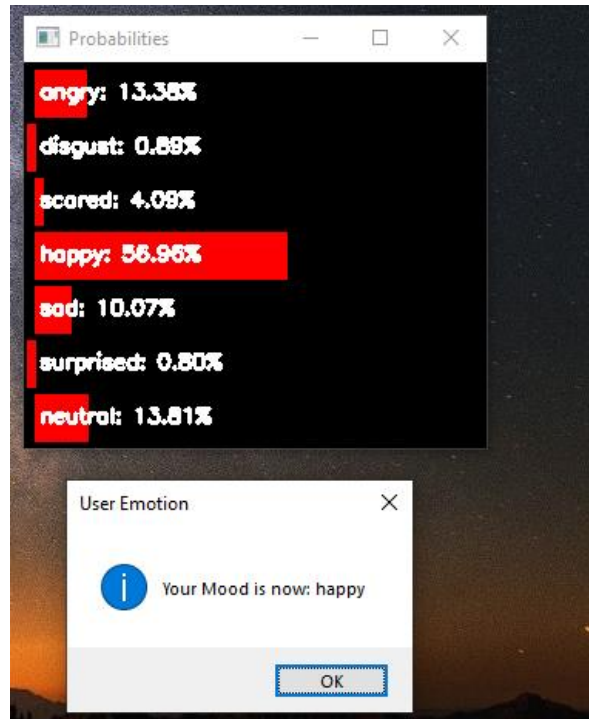 Probabilities
angry: 13.38%
disgust: 0.89%
scared: 4.09%
happy: 56.96%
sad: 10.07%
surprised: 0.80%
neutral: 13.81%
User Emotion
Your Mood is now: happy
OK